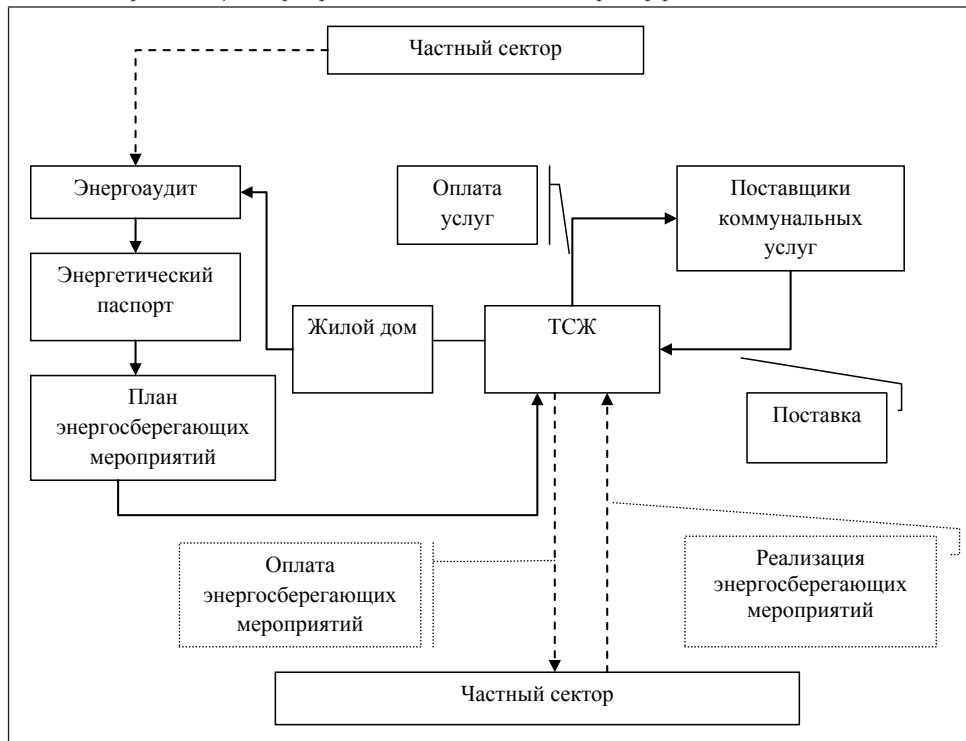 Частный сектор
Энергоаудит
Оплата
услуг
Поставщики
коммунальных
услуг
Энергетический
паспорт
Жилой дом
ТСЖ
План
энергосберегающих
мероприятий
Поставка
Оплата
энергосберегающих
мероприятий
Реализация
энергосберегающих
мероприятий
Частный сектор